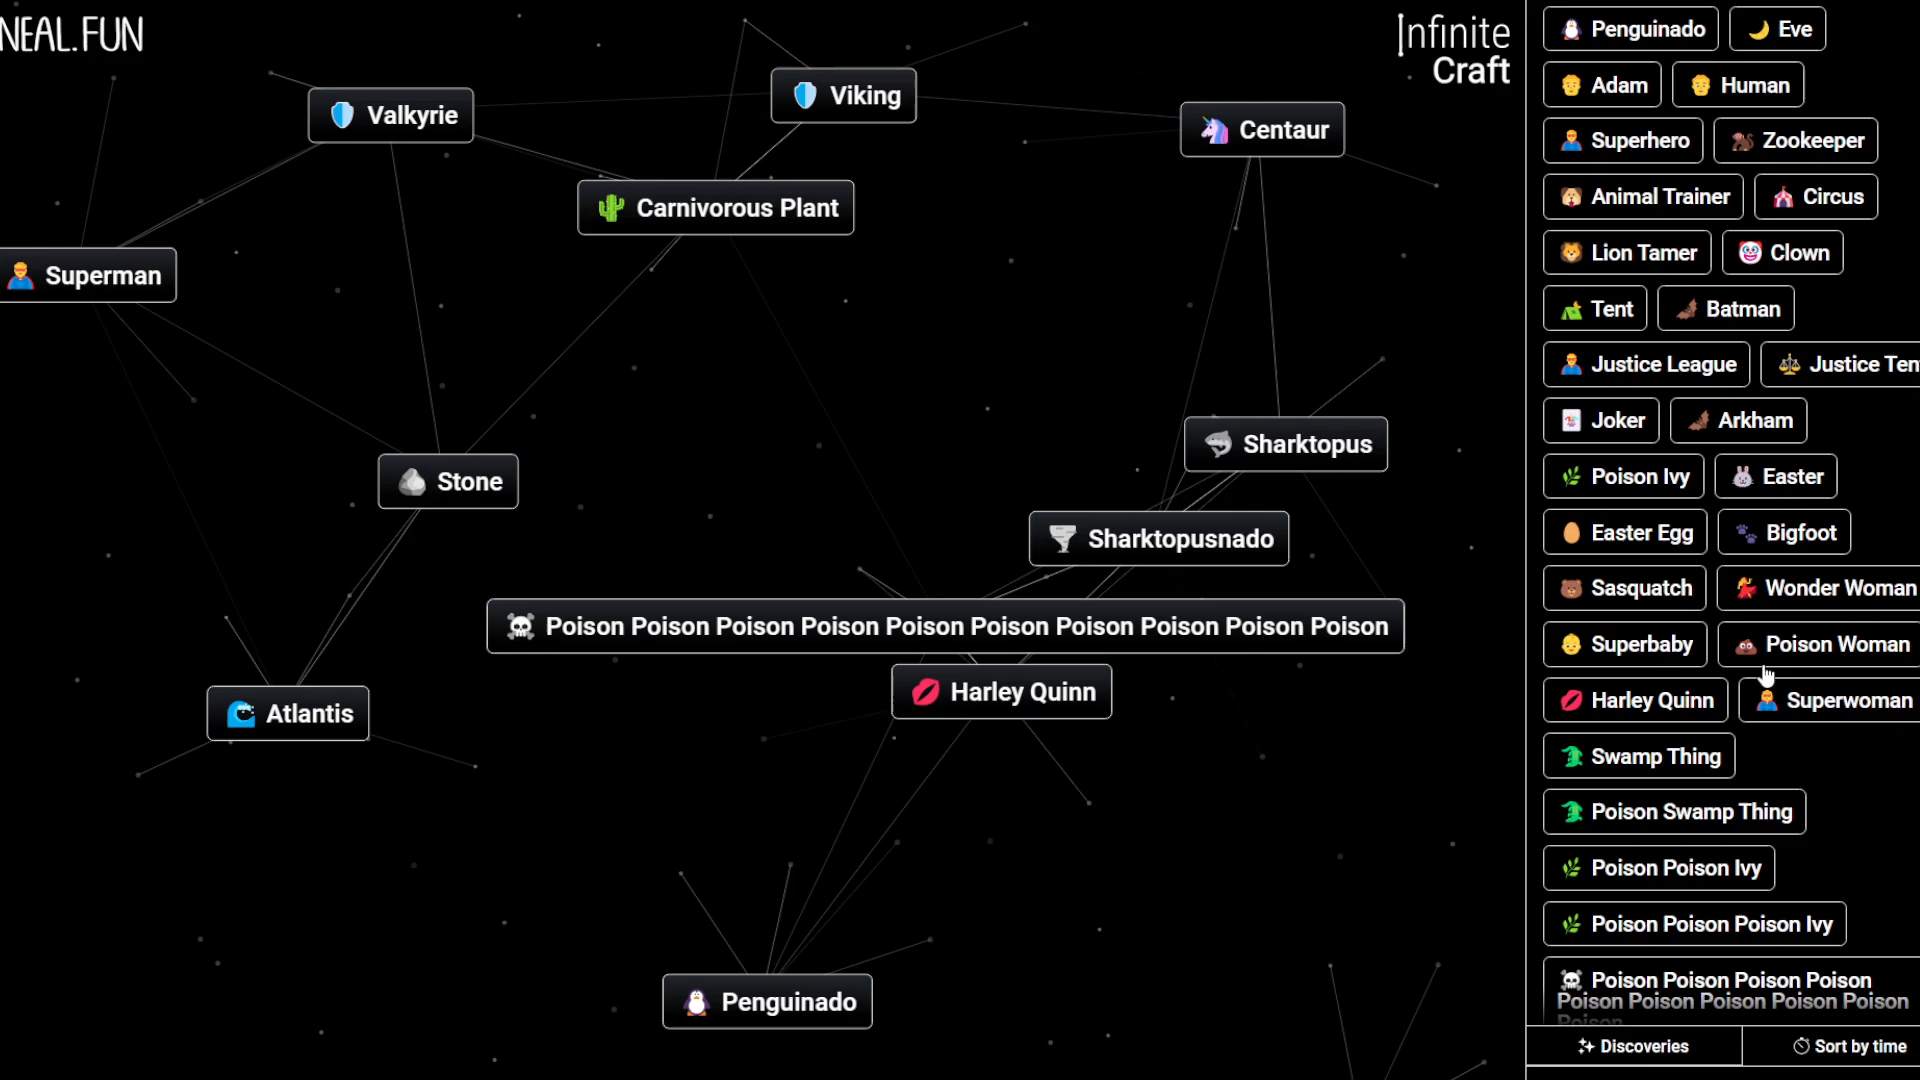 NEAL.FUN
Infinite
Craft
Valkyrie
Viking
Centaur
Carnivorous Plant
Superman
Sharktopus
Stone
Sharktopusnado
Poison Poison Poison Poison Poison Poison Poison Poison Poison Poison
Harley Quinn
Atlantis
Penguinado
Penguinado Eve
Adam Human
Superhero Zookeeper
Animal Trainer Circus
Lion Tamer Clown
Tent Batman
Justice League Justice Ten
Joker Arkham
Poison Ivy Easter
Easter Egg Bigfoot
Sasquatch Wonder Woman
Superbaby Poison Woman
Harley Quinn Superwoman
Swamp Thing
Poison Swamp Thing
Poison Poison Ivy
Poison Poison Poison Ivy
Poison Poison Poison Poison
Poison Poison Poison Poison Poison
Poison
Discoveries Sort by time